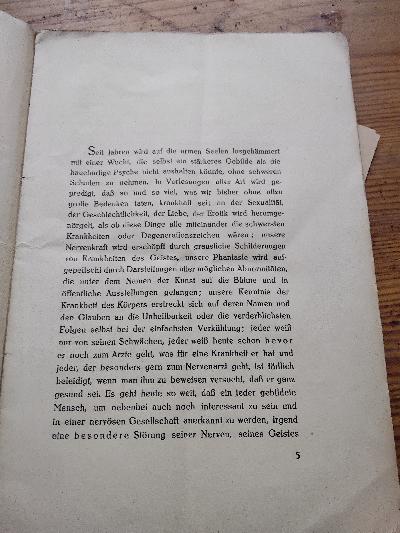 Seit Jahren wird auf die armen Seelen losgehämmert
mit einer Wucht, die selbst ein stärkeres Gebilde als die
hauchartige Psyche nicht aushalten könnte, ohne schweren
Schaden zu nehmen. In Vorlesungen aller Art wird ge-
predigt, daß so und so viel, was wir bisher ohne allzu
große Bedenken taten, krankhaft sei; an der Sexualität,
der Geschlechtlichkeit, der Liebe, der Erotik wird herumge-
nörgelt, als ob diese Dinge alle miteinander die schwersten
Krankheiten oder Degenerationszeichen wären; unsere
Nervenkraft wird erschöpft durch grausliche Schilderungen
von Krankheiten des Geistes, unsere Phantasie wird auf-
gepeitscht durch Darstellungen aller möglichen Abnormitäten,
die unter dem Namen der Kunst auf die Bühne und in
öffentliche Ausstellungen gelangen; unsere Kenntnis der
Krankheit des Körpers erstreckt sich auf deren Namen und
den Glauben an die Unheilbarkeit oder die verderblichsten
Folgen selbst bei der einfachsten Verkühlung; jeder weiß
nur von seinen Schwächen, jeder weiß heute schon bevor
er noch zum Arzte geht, was für eine Krankheit er hat und
jeder, der besonders gern zum Nervenarzt geht, ist tödlich
beleidigt, wenn man ihm zu beweisen versucht, daß er ganz
gesund sei. Es geht heute so weit, daß ein jeder gebildete
Mensch, um nebenbei auch noch interessant zu sein und
in einer nervösen Gesellschaft anerkannt zu werden, irgend
eine besondere Störung seiner Nerven, seines Geistes
5